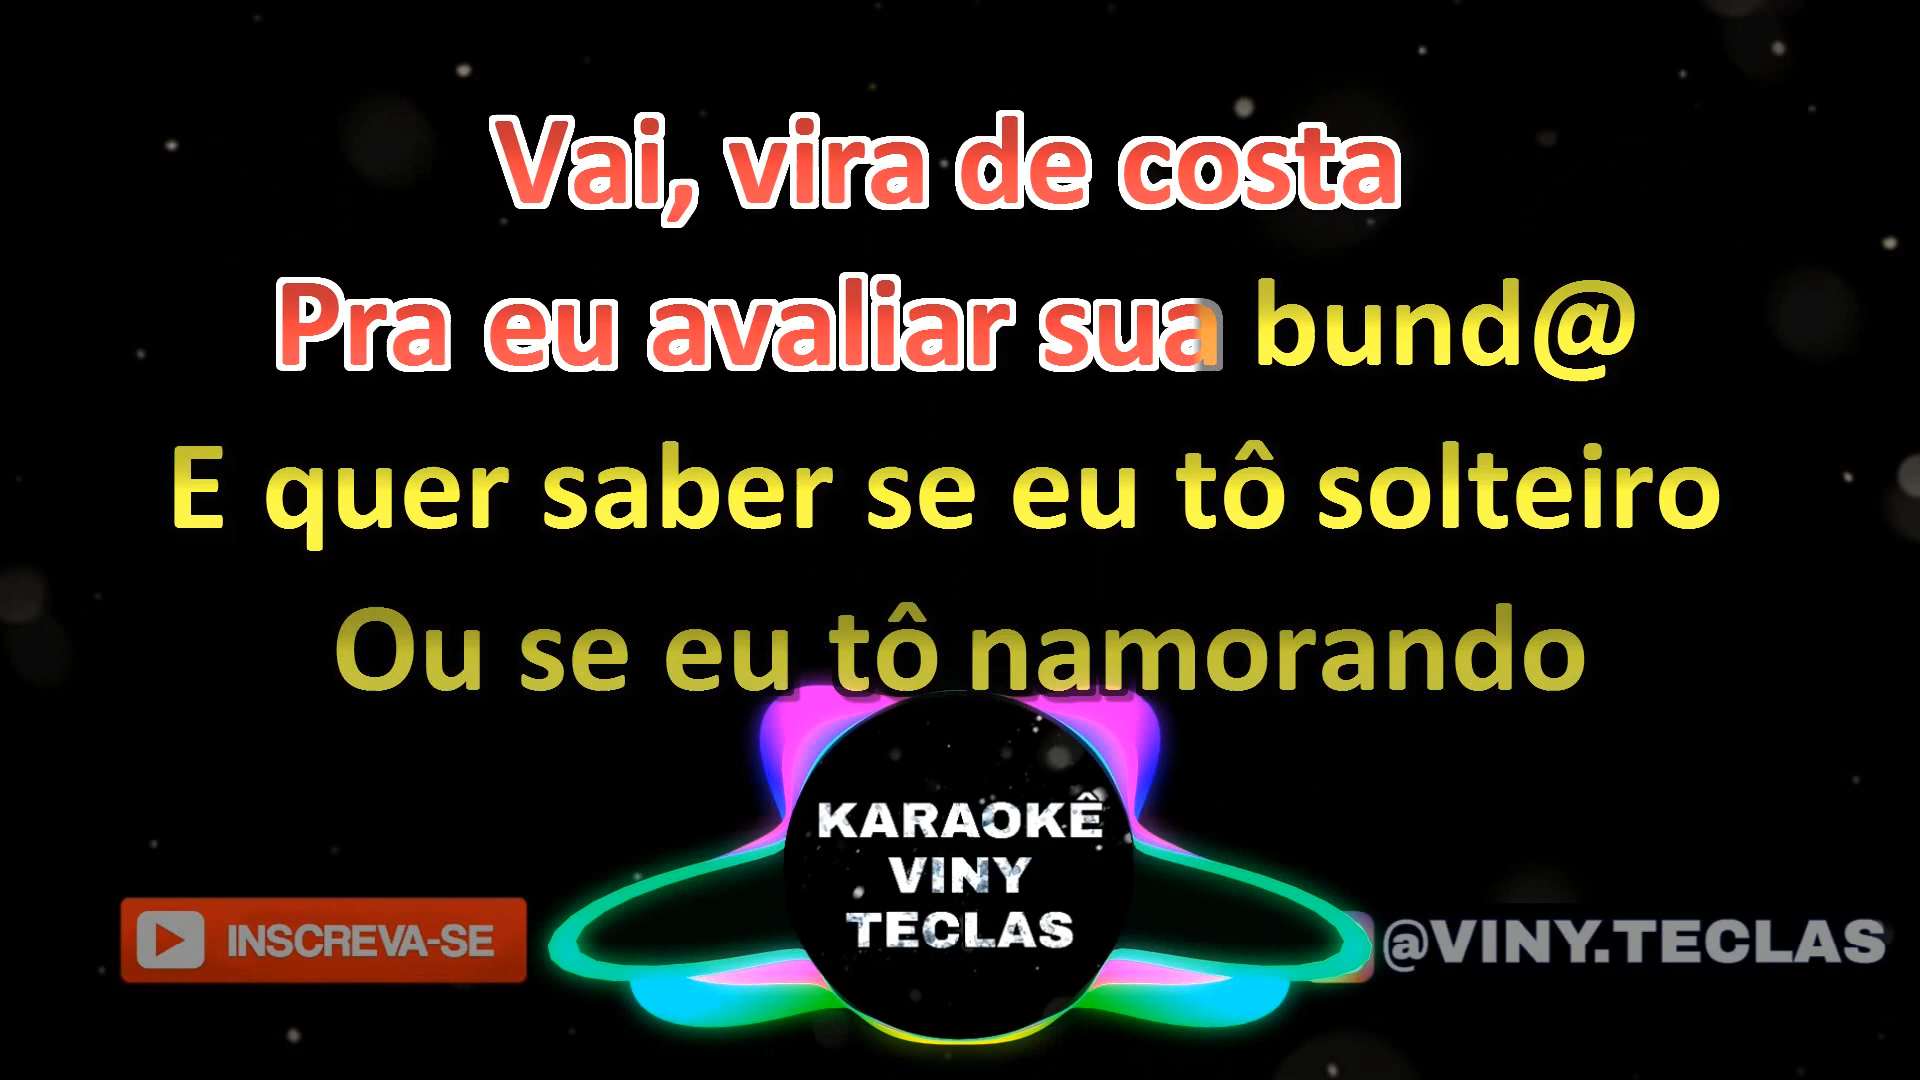 Vai, vira de costa
Pra eu avaliar sua bund@
E quer saber se eu tô solteiro
Ou se eu tô namorando
KARAOKÊ
VINY
TECLAS
INSCREVA-SE
@VINY.TECLAS